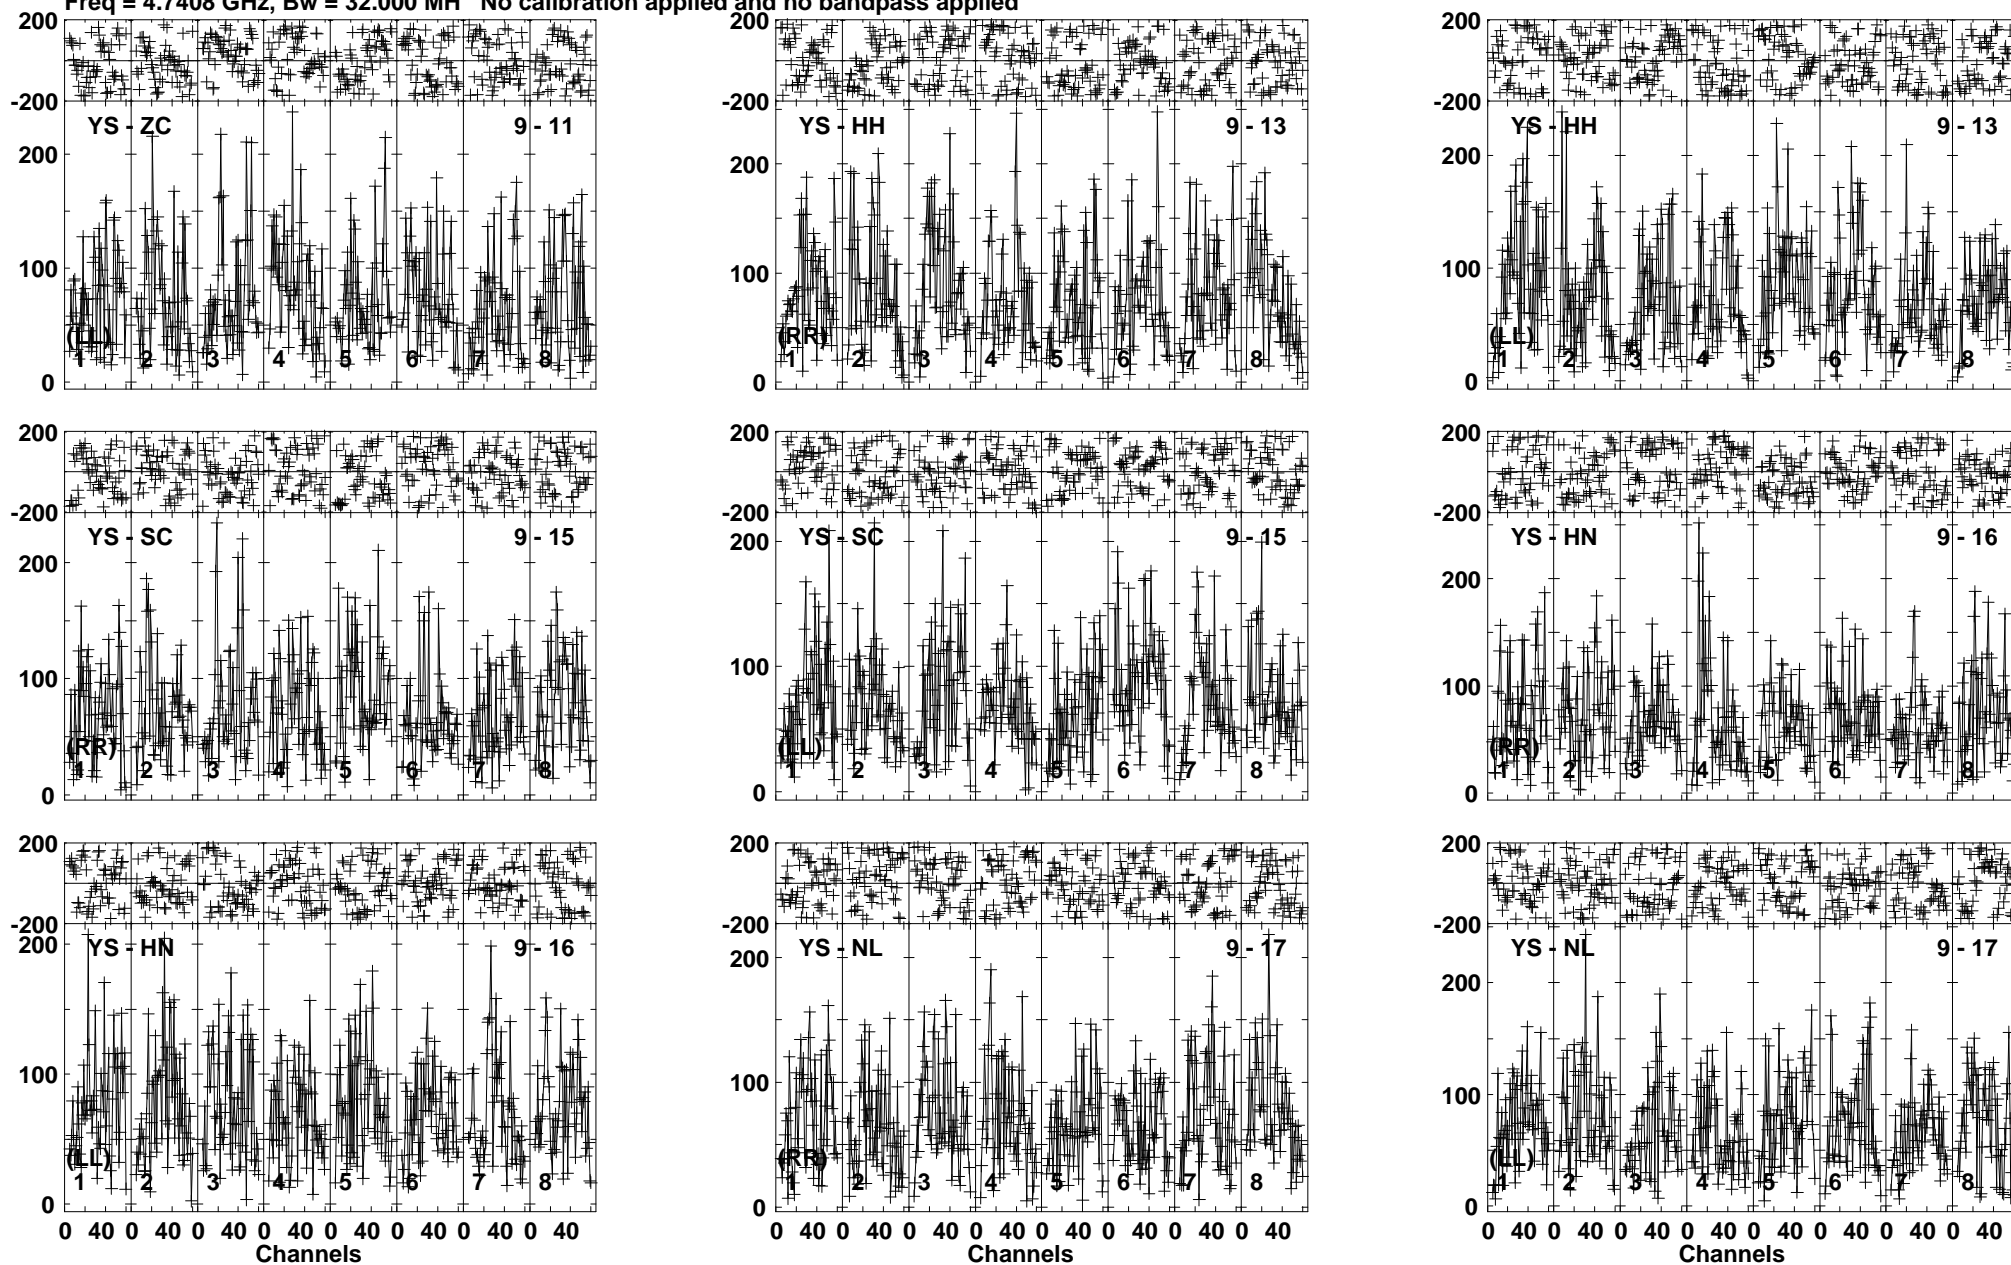 Freq = 4.7408 GHz, Bw = 32.000 MH No calibration applied and no bandpass applied
200 200 200
-200 -200 -200
YS - ZC 9 - 11 YS - HH 9 - 13 YS - HH 9 - 13
200 200 200
100 100 100
(LL) (RR) (LL)
1 2 3 4 5 6 7 8 1 2 3 4 5 6 7 8 1 2 3 4 5 6 7 8
0 0 0
200 200 200
-200 -200 -200
YS - SC 9 - 15 YS - SC 9 - 15 YS - HN 9 - 16
200 200 200
100 100 100
(RR) (LL) (RR)
1 2 3 4 5 6 7 8 1 2 3 4 5 6 7 8 1 2 3 4 5 6 7 8
0 0 0
200 200 200
-200 -200 -200
YS - HN 9 - 16 YS - NL 9 - 17 YS - NL 9 - 17
200 200 200
100 100 100
(LL) (RR) (LL)
1 2 3 4 5 6 7 8 1 2 3 4 5 6 7 8 1 2 3 4 5 6 7 8
0 0 0
0 40 0 40 0 40 0 40 0 40 0 40 0 40 0 40 0 40 0 40 0 40 0 40 0 40 0 40 0 40 0 40 0 40 0 40 0 40 0 40 0 40 0 40 0 40 0 40
Channels Channels Channels